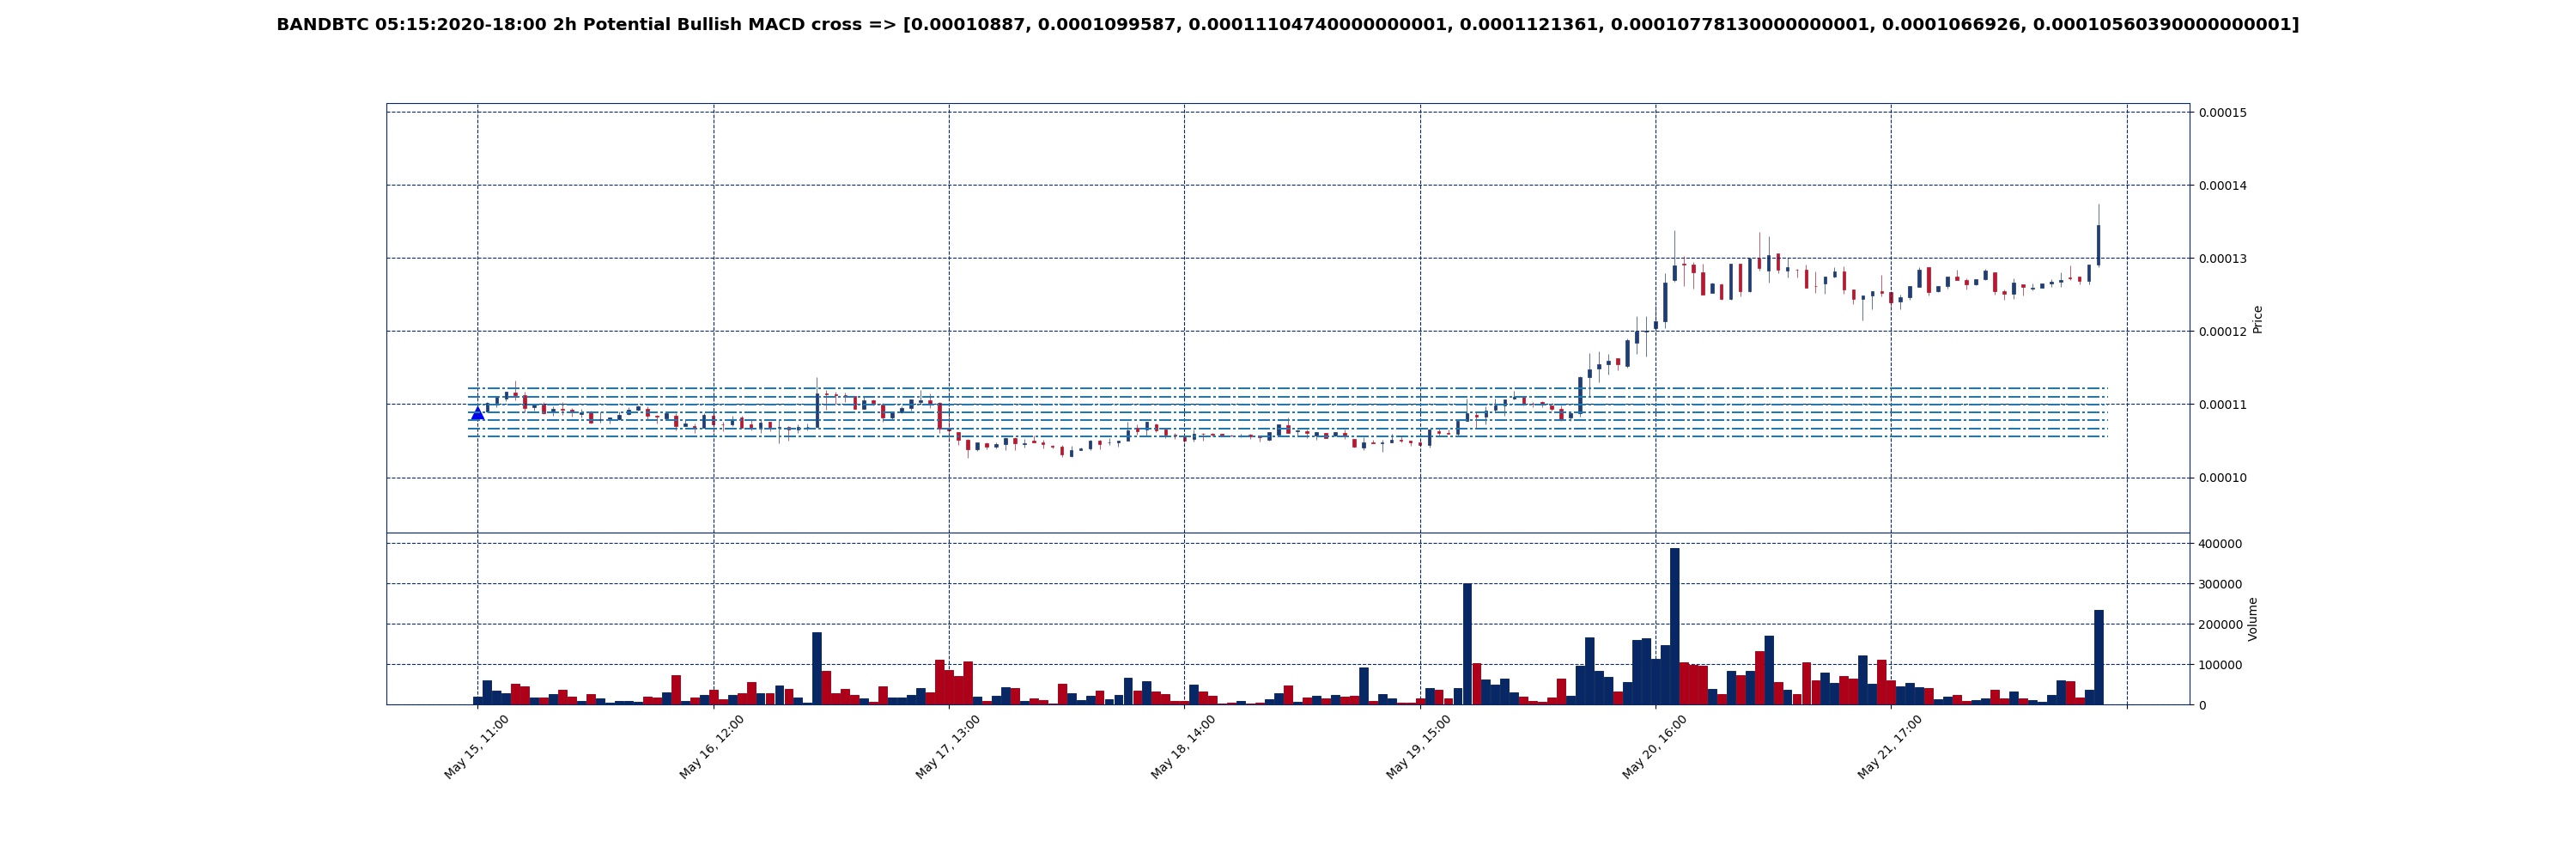 BANDBTC 05:15:2020-18:00 2h Potential Bullish MACD cross => [0.00010887, 0.0001099587, 0.00011104740000000001, 0.0001121361, 0.00010778130000000001, 0.0001066926, 0.00010560390000000001]
0.00015
0.00014
0.00013
0.00012
0.00011
0.00010
Price
400000
300000
200000
100000
0
Volume
May 15, 11:00
May 16, 12:00
May 17, 13:00
May 18, 14:00
May 19, 15:00
May 20, 16:00
May 21, 17:00